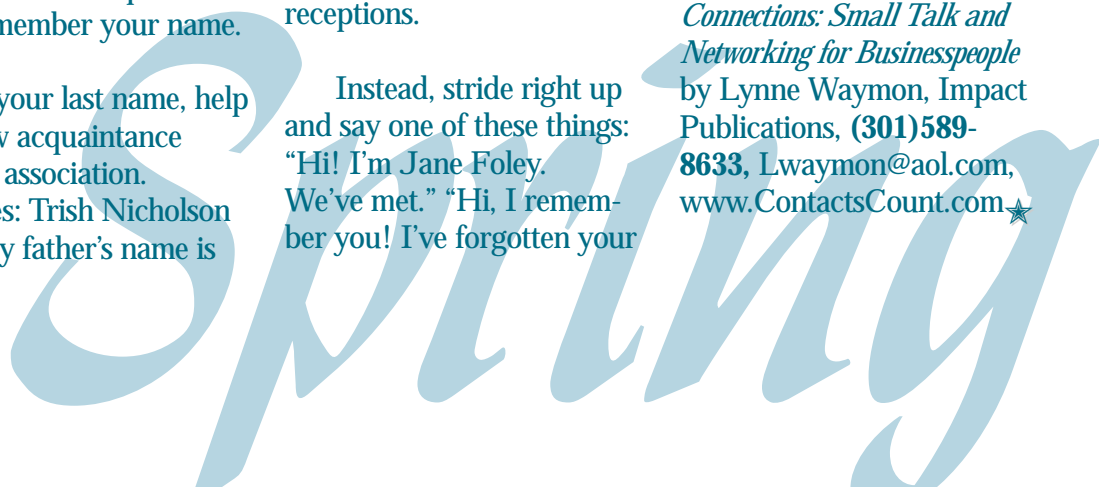 member your name.
your last name, help
acquaintance
association.
es: Trish Nicholson
y father's name is
receptions.
Instead, stride right up
and say one of these things:
“Hi! I'm Jane Foley.
We've met.” “Hi, I remem-
ber you! I've forgotten your
Connections: Small Talk and
Networking for Businesspeople
by Lynne Waymon, Impact
Publications, (301)589-
8633, Lwaymon@aol.com,
www.ContactsCount.com
Spring